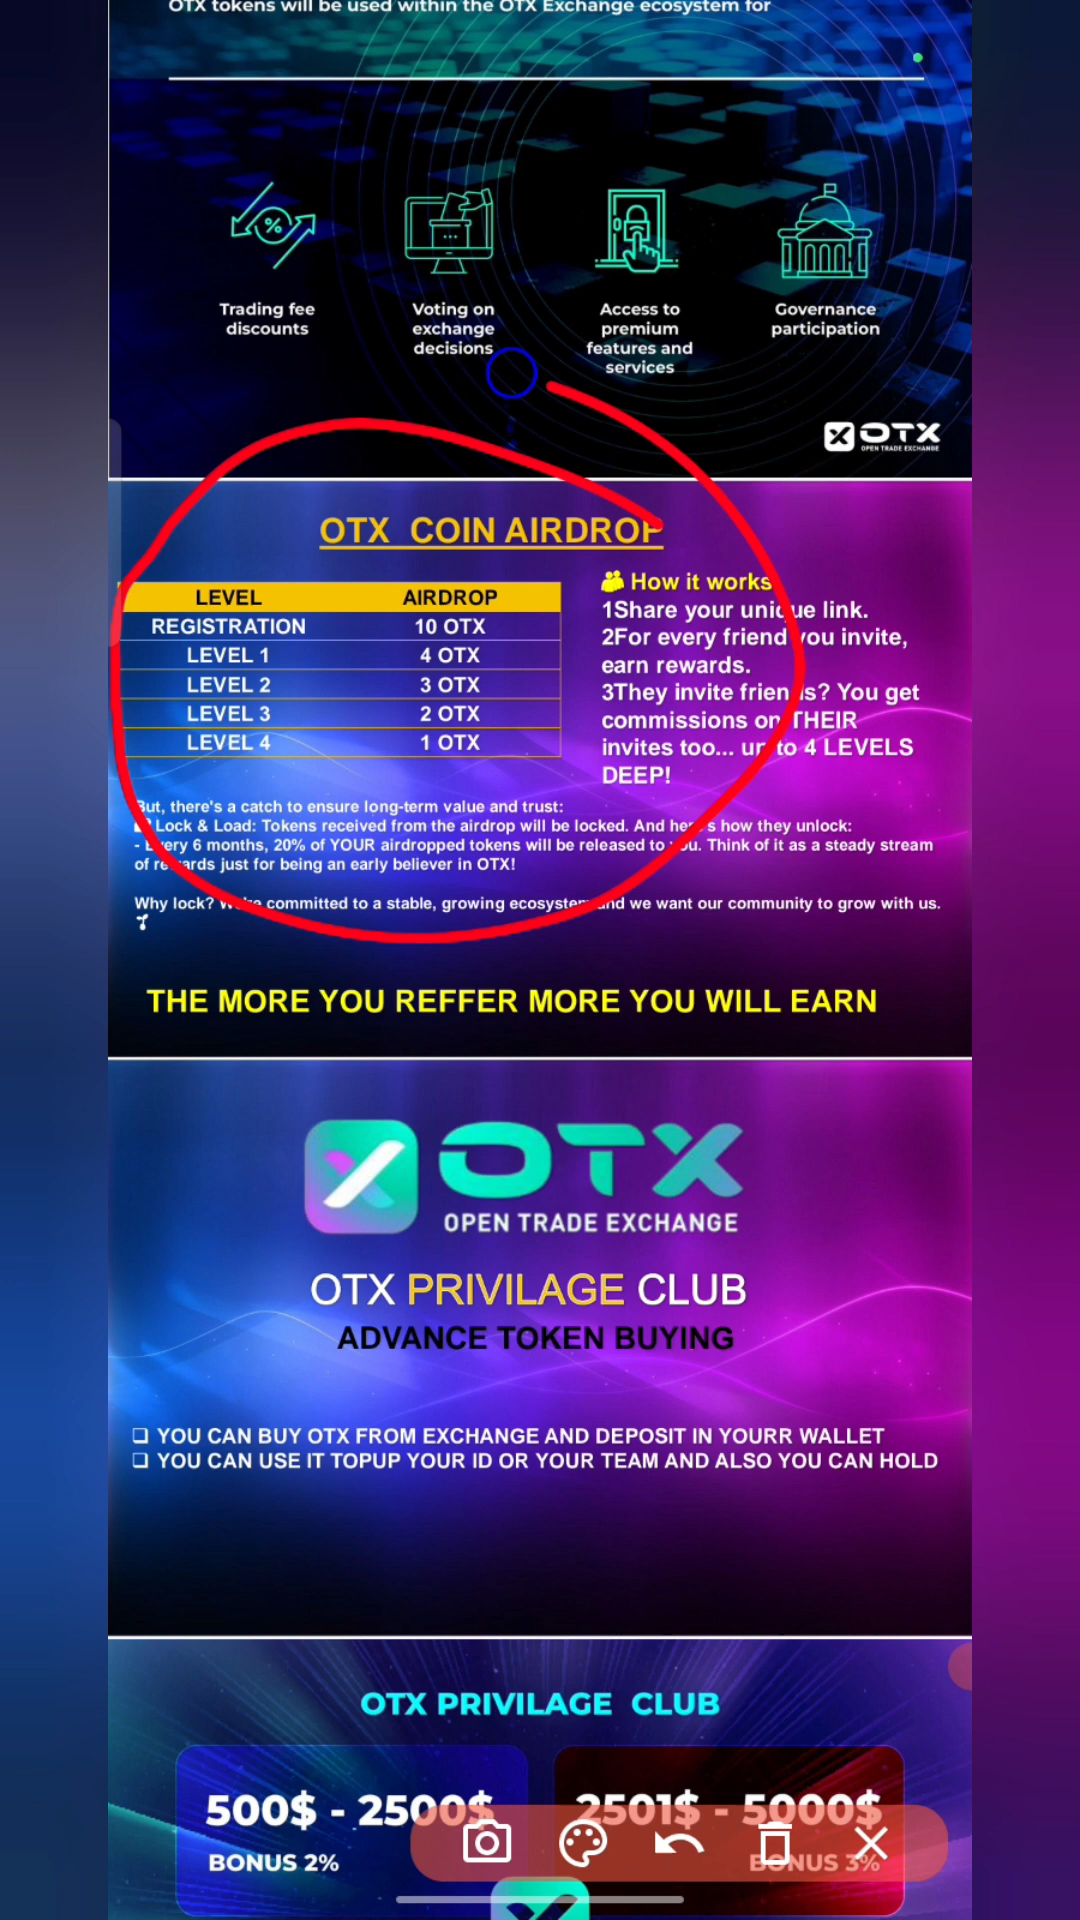 OTX tokens will be used within the OTX Exchange ecosystem for
Trading fee
discounts
Voting on
exchange
decisions
Access to
premium
features and
services
Governance
participation
OTX
OPEN TRADE EXCHANGE
OTX COIN AIRDROP
LEVEL AIRDROP
REGISTRATION 10 OTX
LEVEL 1 4 OTX
LEVEL 2 3 OTX
LEVEL 3 2 OTX
LEVEL 4 1 OTX
How it works
1Share your unique link.
2For every friend you invite,
earn rewards.
3They invite friends? You get
commissions on THEIR
invites too... up to 4 LEVELS
DEEP!
But, there's a catch to ensure long-term value and trust:
Lock & Load: Tokens received from the airdrop will be locked. And here's how they unlock:
- Every 6 months, 20% of YOUR airdropped tokens will be released to you. Think of it as a steady stream
of rewards just for being an early believer in OTX!
Why lock? We're committed to a stable, growing ecosystem and we want our community to grow with us.
THE MORE YOU REFFER MORE YOU WILL EARN
OTX
OPEN TRADE EXCHANGE
OTX PRIVILAGE CLUB
ADVANCE TOKEN BUYING
YOU CAN BUY OTX FROM EXCHANGE AND DEPOSIT IN YOURR WALLET
YOU CAN USE IT TOPUP YOUR ID OR YOUR TEAM AND ALSO YOU CAN HOLD
OTX PRIVILAGE CLUB
500$ - 2500$
BONUS 2%
2501$ - 5000$
BONUS 3%